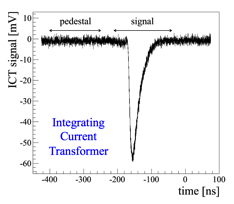 pedestal signal
ICT signal [mV]
10
0
-10
-20
-30
-40
-50
-60
Integrating
Current
Transformer
-400 -300 -200 -100 0 100
time [ns]